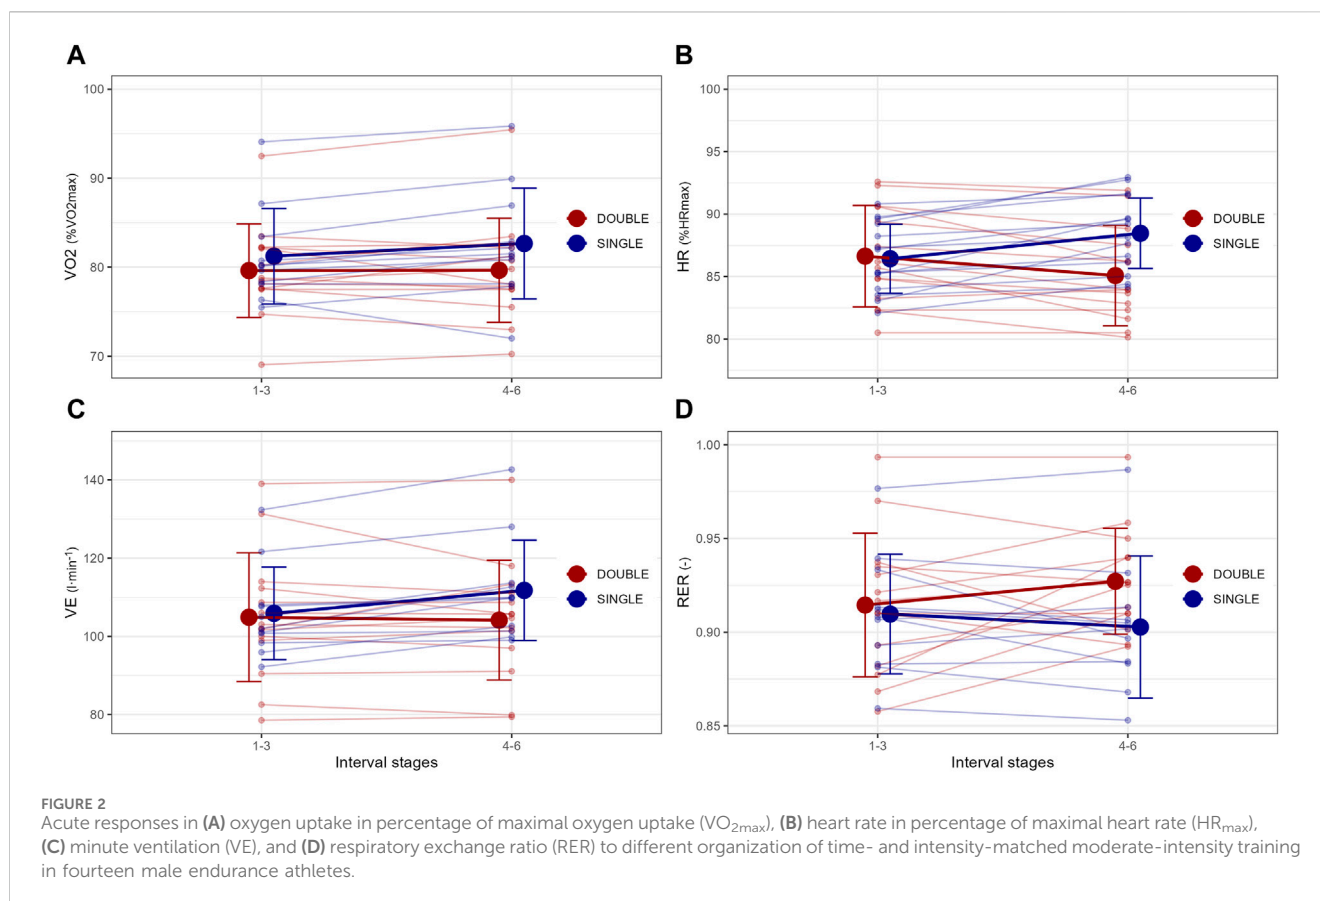 A
100
90
80
70
VO2 (%VO2max)
1-3
4-6
DOUBLE
SINGLE
B
100
95
90
85
80
HR (%HRmax)
1-3
4-6
DOUBLE
SINGLE
C
140
120
100
80
VE (l·min⁻¹)
1-3
4-6
Interval stages
DOUBLE
SINGLE
D
1.00
0.95
0.90
0.85
RER (-)
1-3
4-6
Interval stages
DOUBLE
SINGLE
FIGURE 2
Acute responses in (A) oxygen uptake in percentage of maximal oxygen uptake (VO2max), (B) heart rate in percentage of maximal heart rate (HRmax),
(C) minute ventilation (VE), and (D) respiratory exchange ratio (RER) to different organization of time- and intensity-matched moderate-intensity training
in fourteen male endurance athletes.